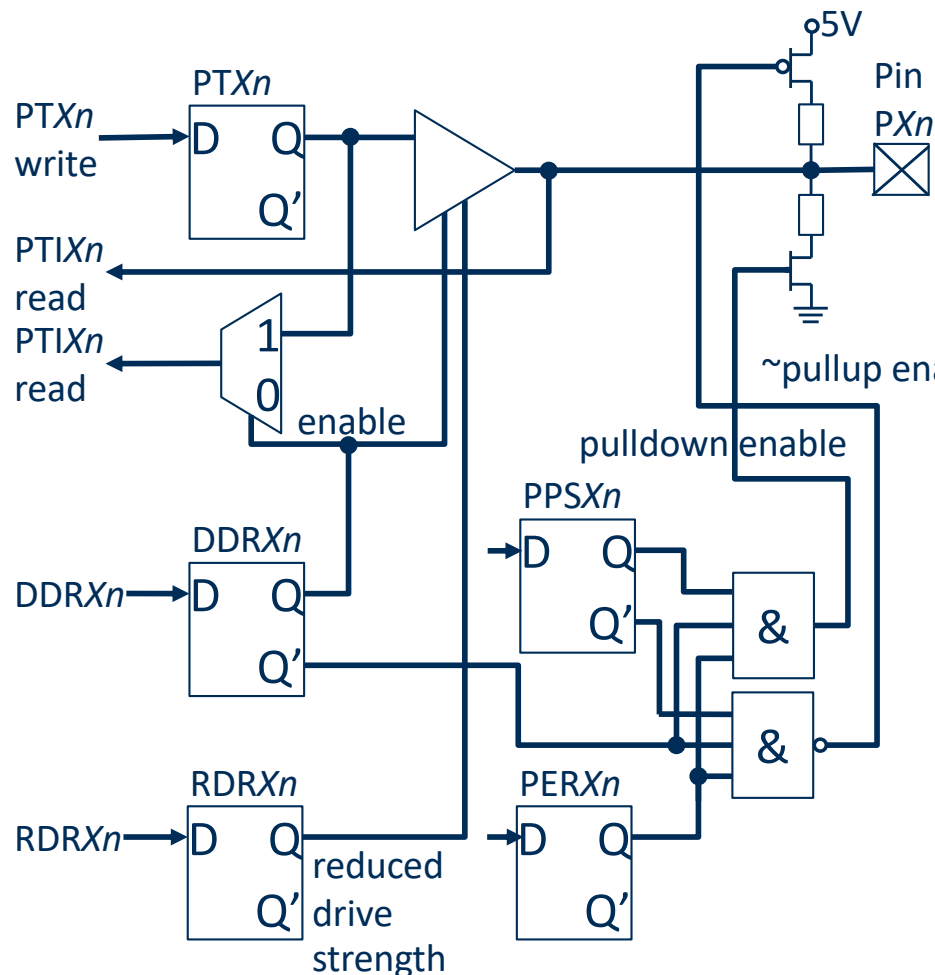 5V
Pin
PXn
PTXn
PTXn
write
D Q
Q'
PTIXn
read
PTIXn
read
1
0
enable
~pullup ena
pulldown enable
PPSXn
D Q
Q'
DDRXn
DDRXn
D Q
Q'
&
&
RDRXn
RDRXn
D Q
Q'
reduced
drive
strength
PERXn
D Q
Q'